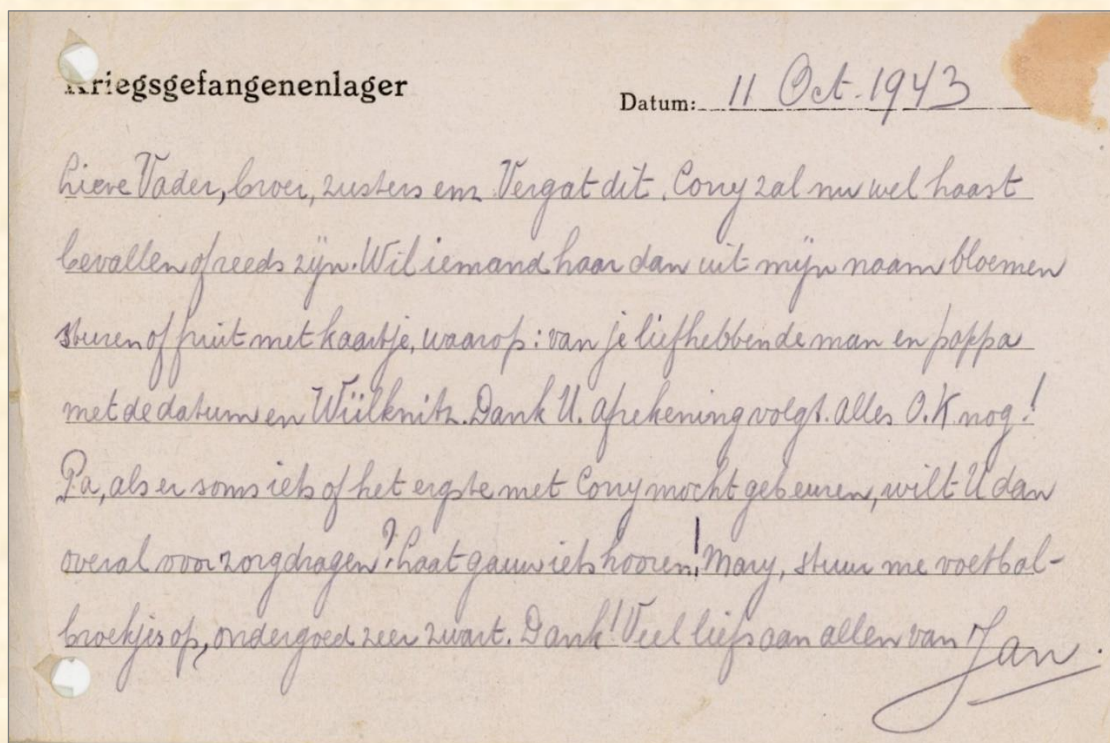 Kriegsgefangenenlager
Datum: 11 Oct. 1943
Lieve Vader, broer, zusters enz Vergat dit. Corry zal nu wel haast
bevallen of reeds zijn. Wil iemand haar dan uit mijn naam bloemen
sturen of fruit met kaartje, waarop: van je liefhebbende man en pappa
met de datum en Wülknitz. Dank U. afrekening volgt. alles O.K. nog!
Pa, als er soms iets of het ergste met Corry mocht gebeuren, wilt U dan
overal voor zorgdragen? Laat gauw iets hooren! Mary, stuur me voetbal-
broekjes op, ondergoed zeer zwart. Dank! Veel liefs aan allen van Jan.